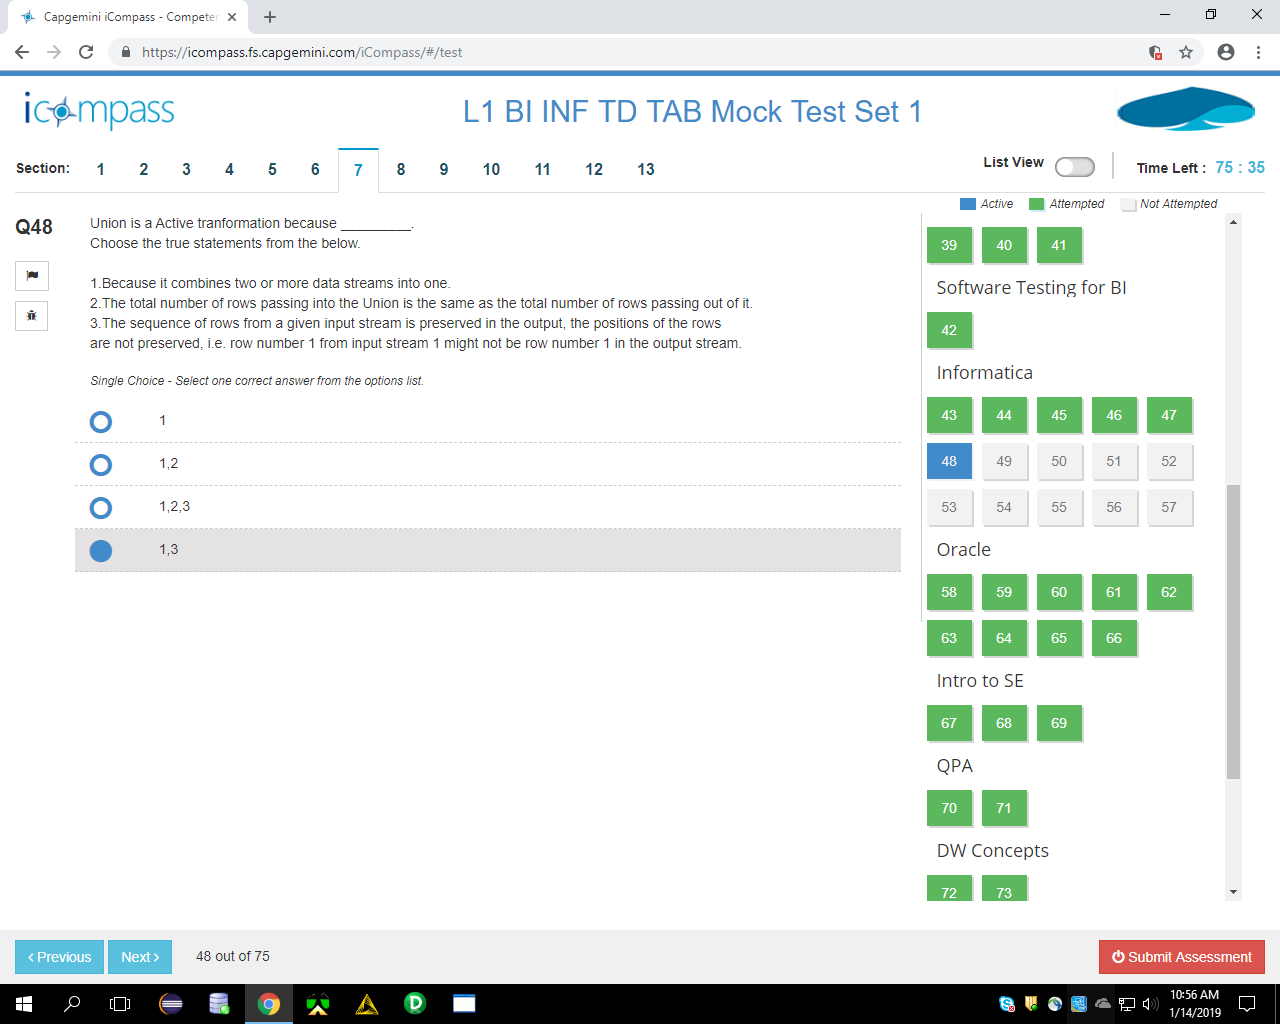 Capgemini iCompass - Competen
https://icompass.fs.capgemini.com/iCompass/#/test
icompass
L1 BI INF TD TAB Mock Test Set 1
Section: 1 2 3 4 5 6 7 8 9 10 11 12 13
List View
Time Left : 75 : 35
Active Attempted Not Attempted
Q48
Union is a Active tranformation because _________.
Choose the true statements from the below.
1.Because it combines two or more data streams into one.
2.The total number of rows passing into the Union is the same as the total number of rows passing out of it.
3.The sequence of rows from a given input stream is preserved in the output, the positions of the rows
are not preserved, i.e. row number 1 from input stream 1 might not be row number 1 in the output stream.
Single Choice - Select one correct answer from the options list.
1
1,2
1,2,3
1,3
39 40 41
Software Testing for BI
42
Informatica
43 44 45 46 47
48 49 50 51 52
53 54 55 56 57
Oracle
58 59 60 61 62
63 64 65 66
Intro to SE
67 68 69
QPA
70 71
DW Concepts
72 73
< Previous
Next >
48 out of 75
Submit Assessment
10:56 AM
1/14/2019